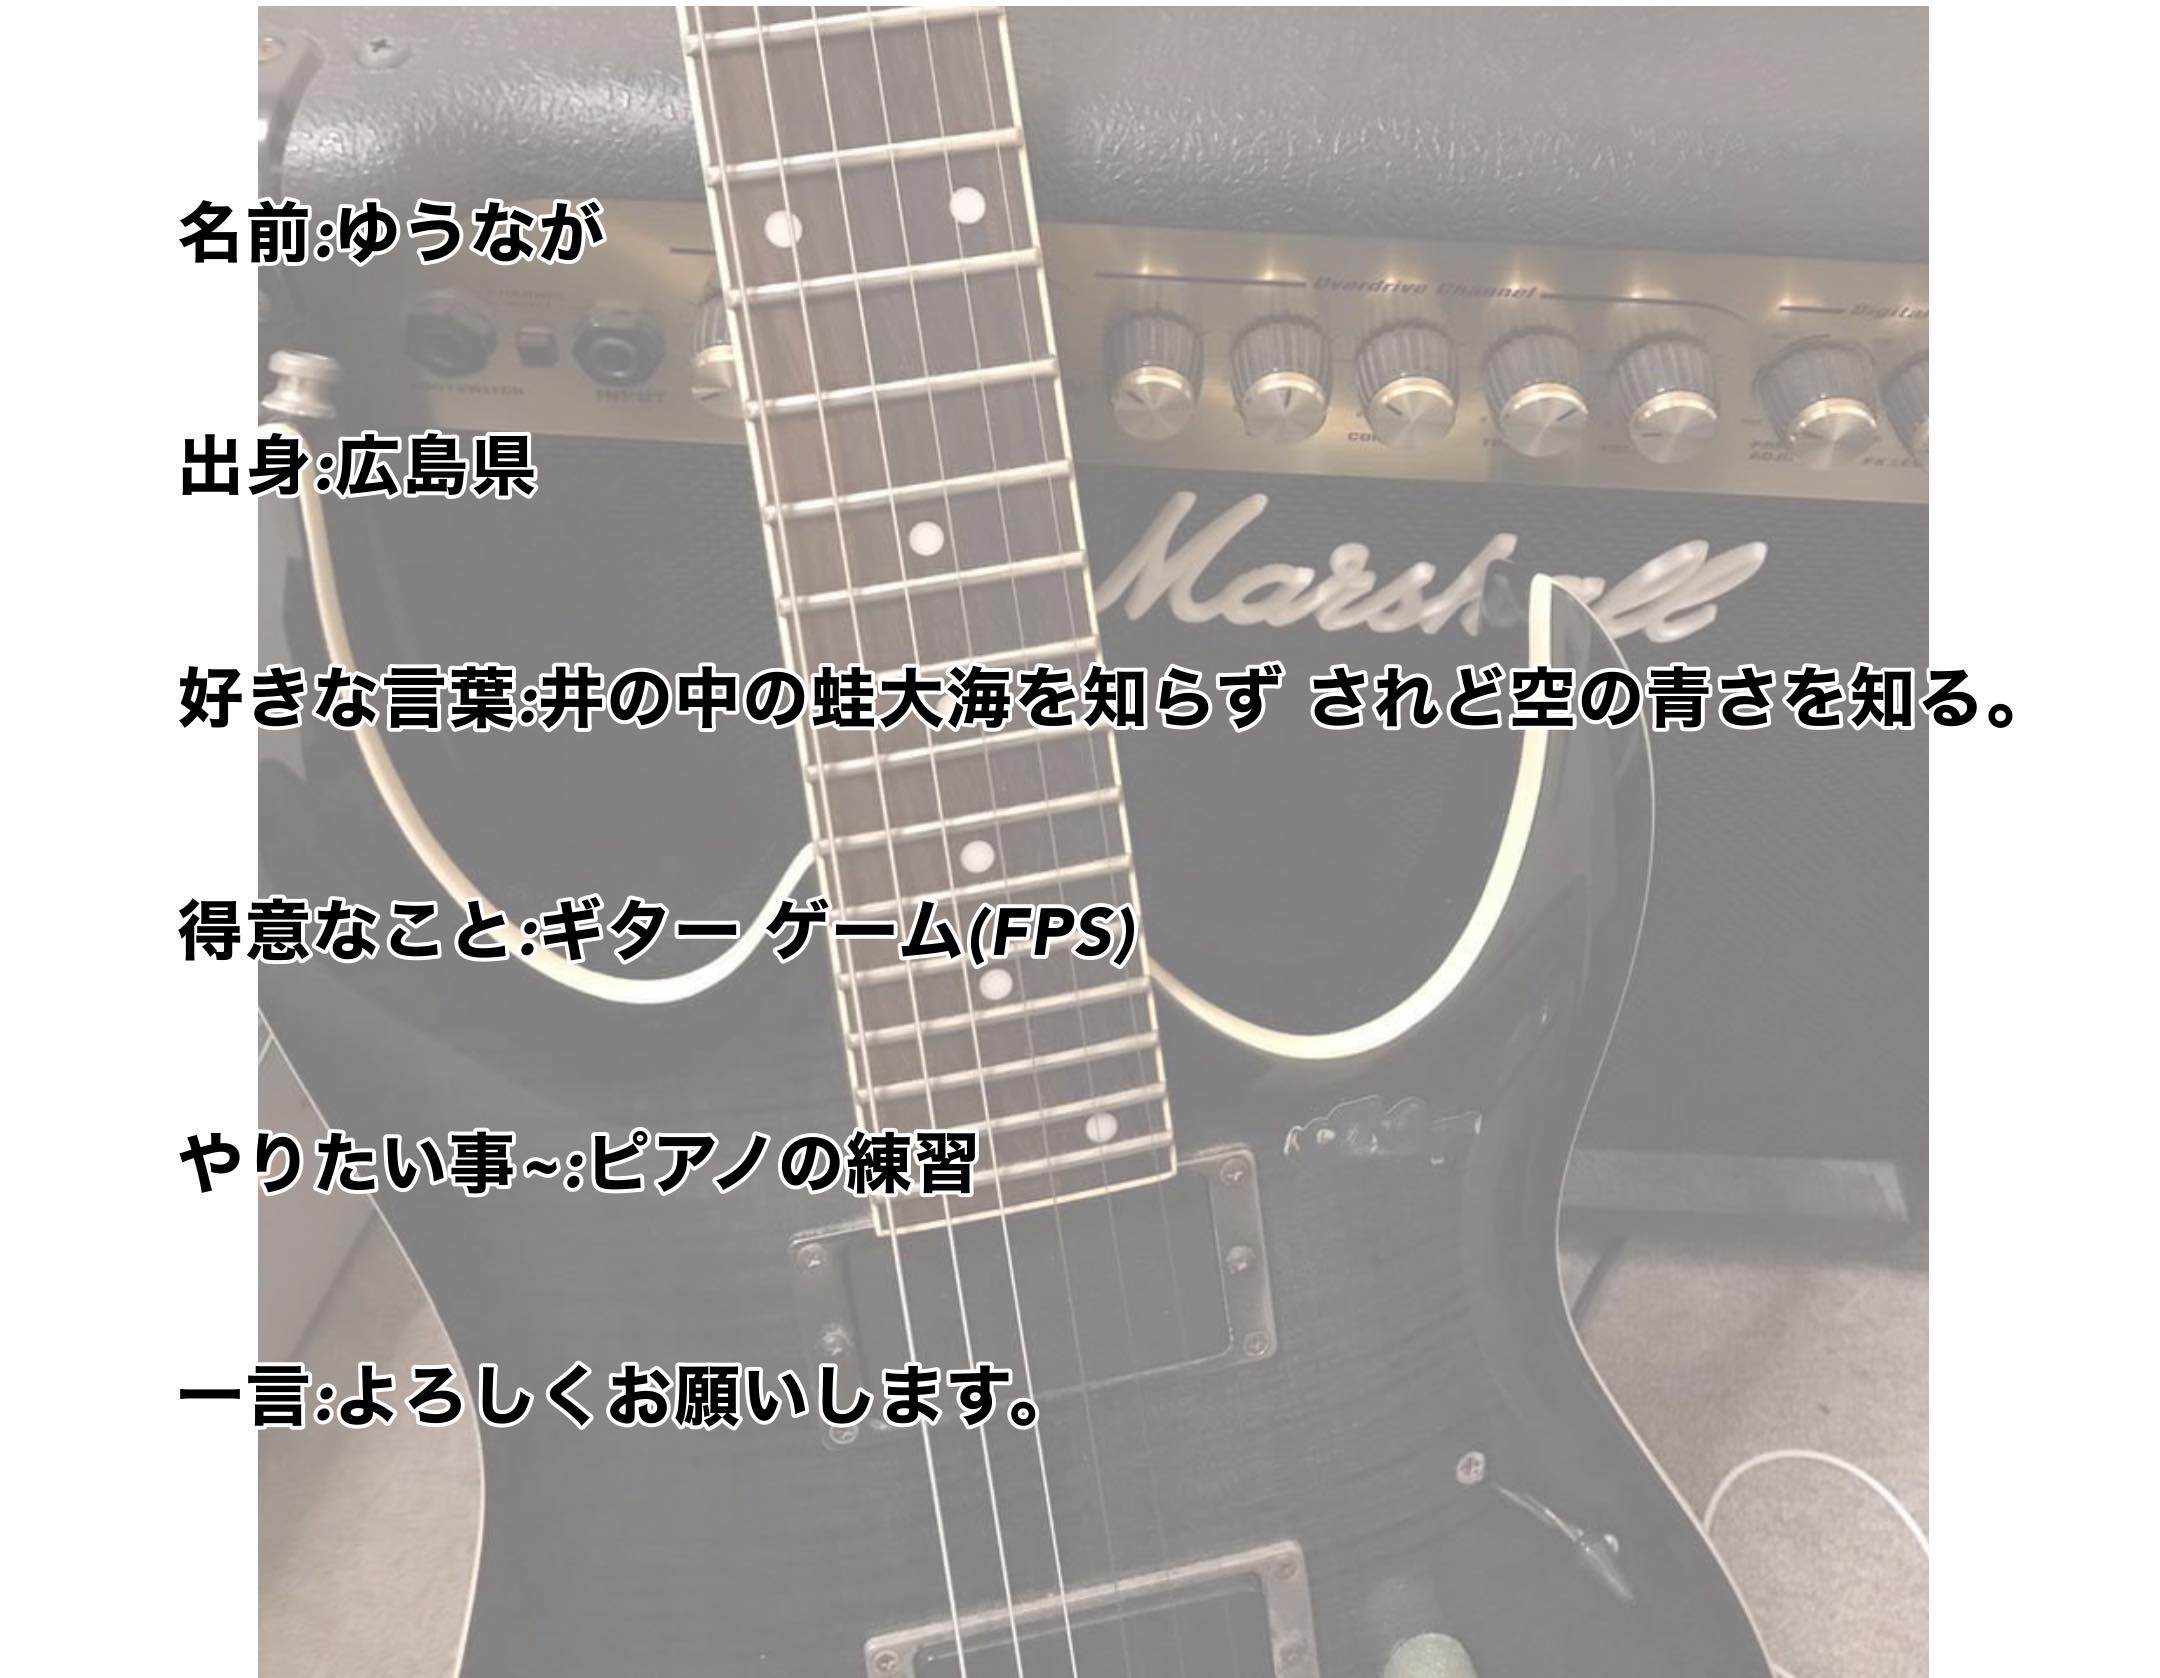 名前:ゆうなが
Overdrive Channel
Digital
INPUT
出身:広島県
Marshall
好きな言葉:井の中の蛙大海を知らず されど空の青さを知る。
得意なこと:ギター ゲーム(FPS)
やりたい事~:ピアノの練習
一言:よろしくお願いします。